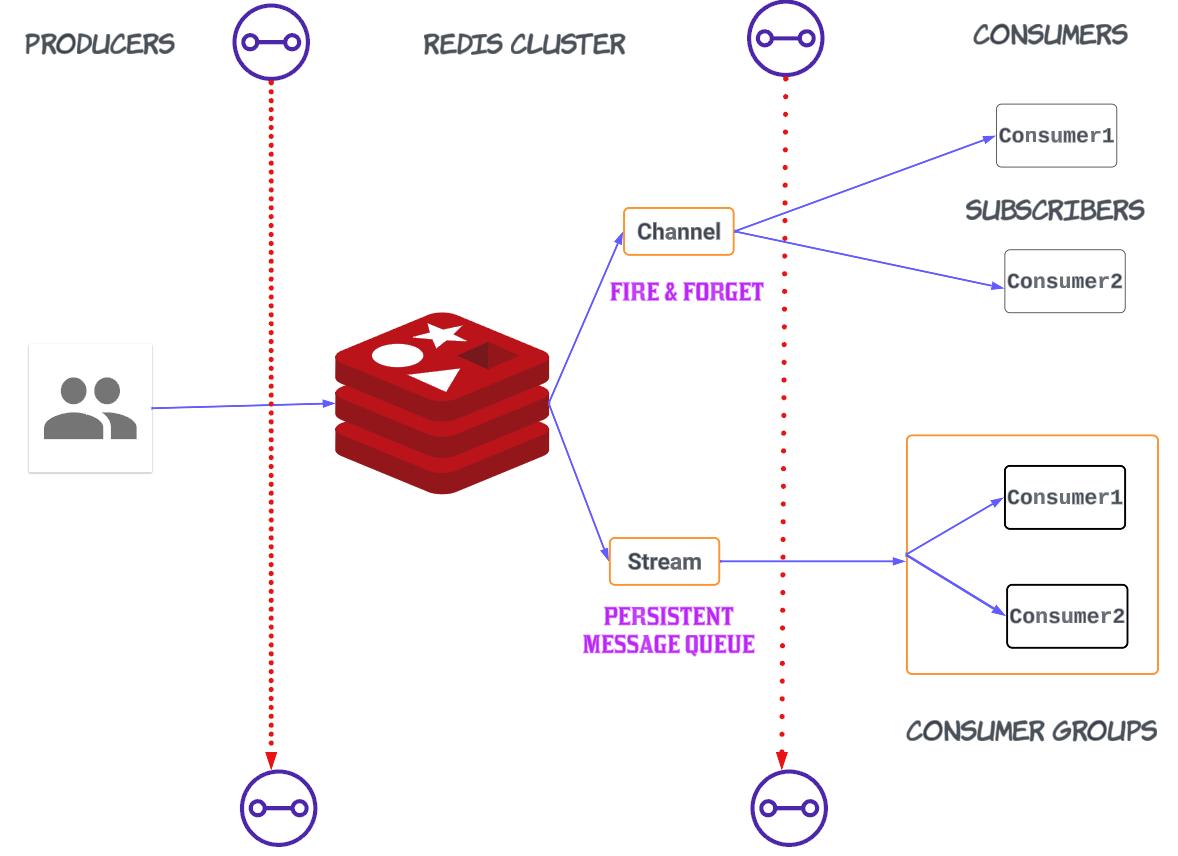 PRODUCERS
REDIS CLUSTER
CONSUMERS
Consumer1
SUBSCRIBERS
Channel
Consumer2
FIRE & FORGET
Consumer1
Stream
Consumer2
PERSISTENT
MESSAGE QUEUE
CONSUMER GROUPS